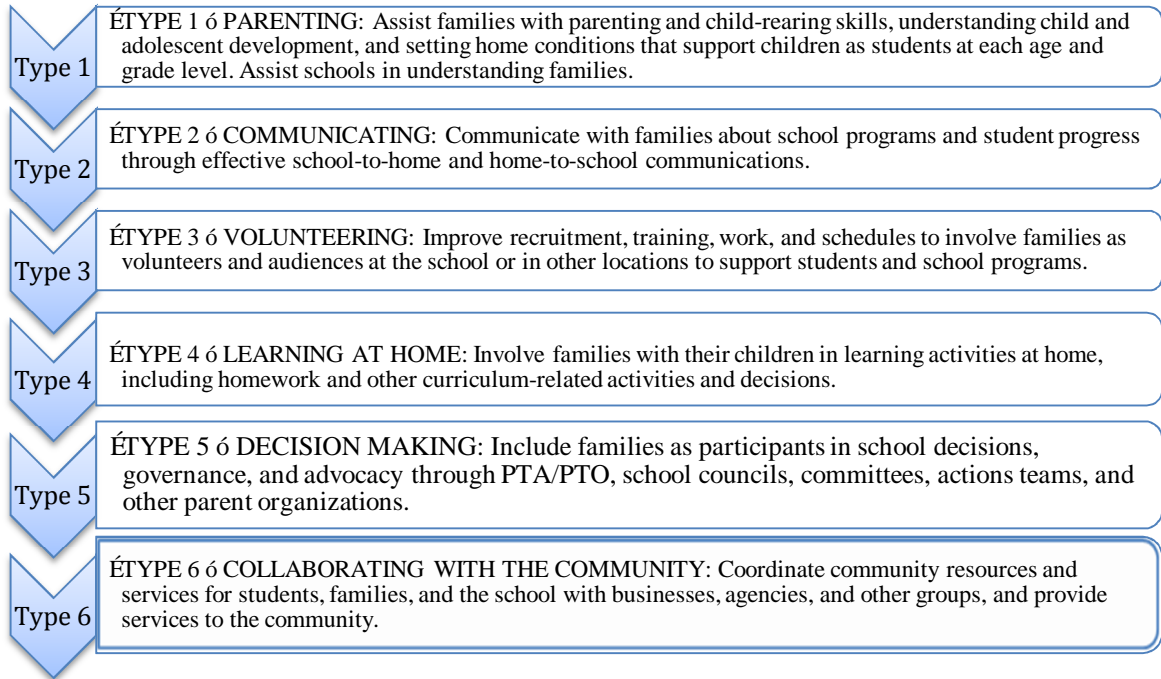 Type 1
ÉTYPE 1 ó PARENTING: Assist families with parenting and child-rearing skills, understanding child and
adolescent development, and setting home conditions that support children as students at each age and
grade level. Assist schools in understanding families.
Type 2
ÉTYPE 2 ó COMMUNICATING: Communicate with families about school programs and student progress
through effective school-to-home and home-to-school communications.
Type 3
ÉTYPE 3 ó VOLUNTEERING: Improve recruitment, training, work, and schedules to involve families as
volunteers and audiences at the school or in other locations to support students and school programs.
Type 4
ÉTYPE 4 ó LEARNING AT HOME: Involve families with their children in learning activities at home,
including homework and other curriculum-related activities and decisions.
Type 5
ÉTYPE 5 ó DECISION MAKING: Include families as participants in school decisions,
governance, and advocacy through PTA/PTO, school councils, committees, actions teams, and
other parent organizations.
Type 6
ÉTYPE 6 ó COLLABORATING WITH THE COMMUNITY: Coordinate community resources and
services for students, families, and the school with businesses, agencies, and other groups, and provide
services to the community.